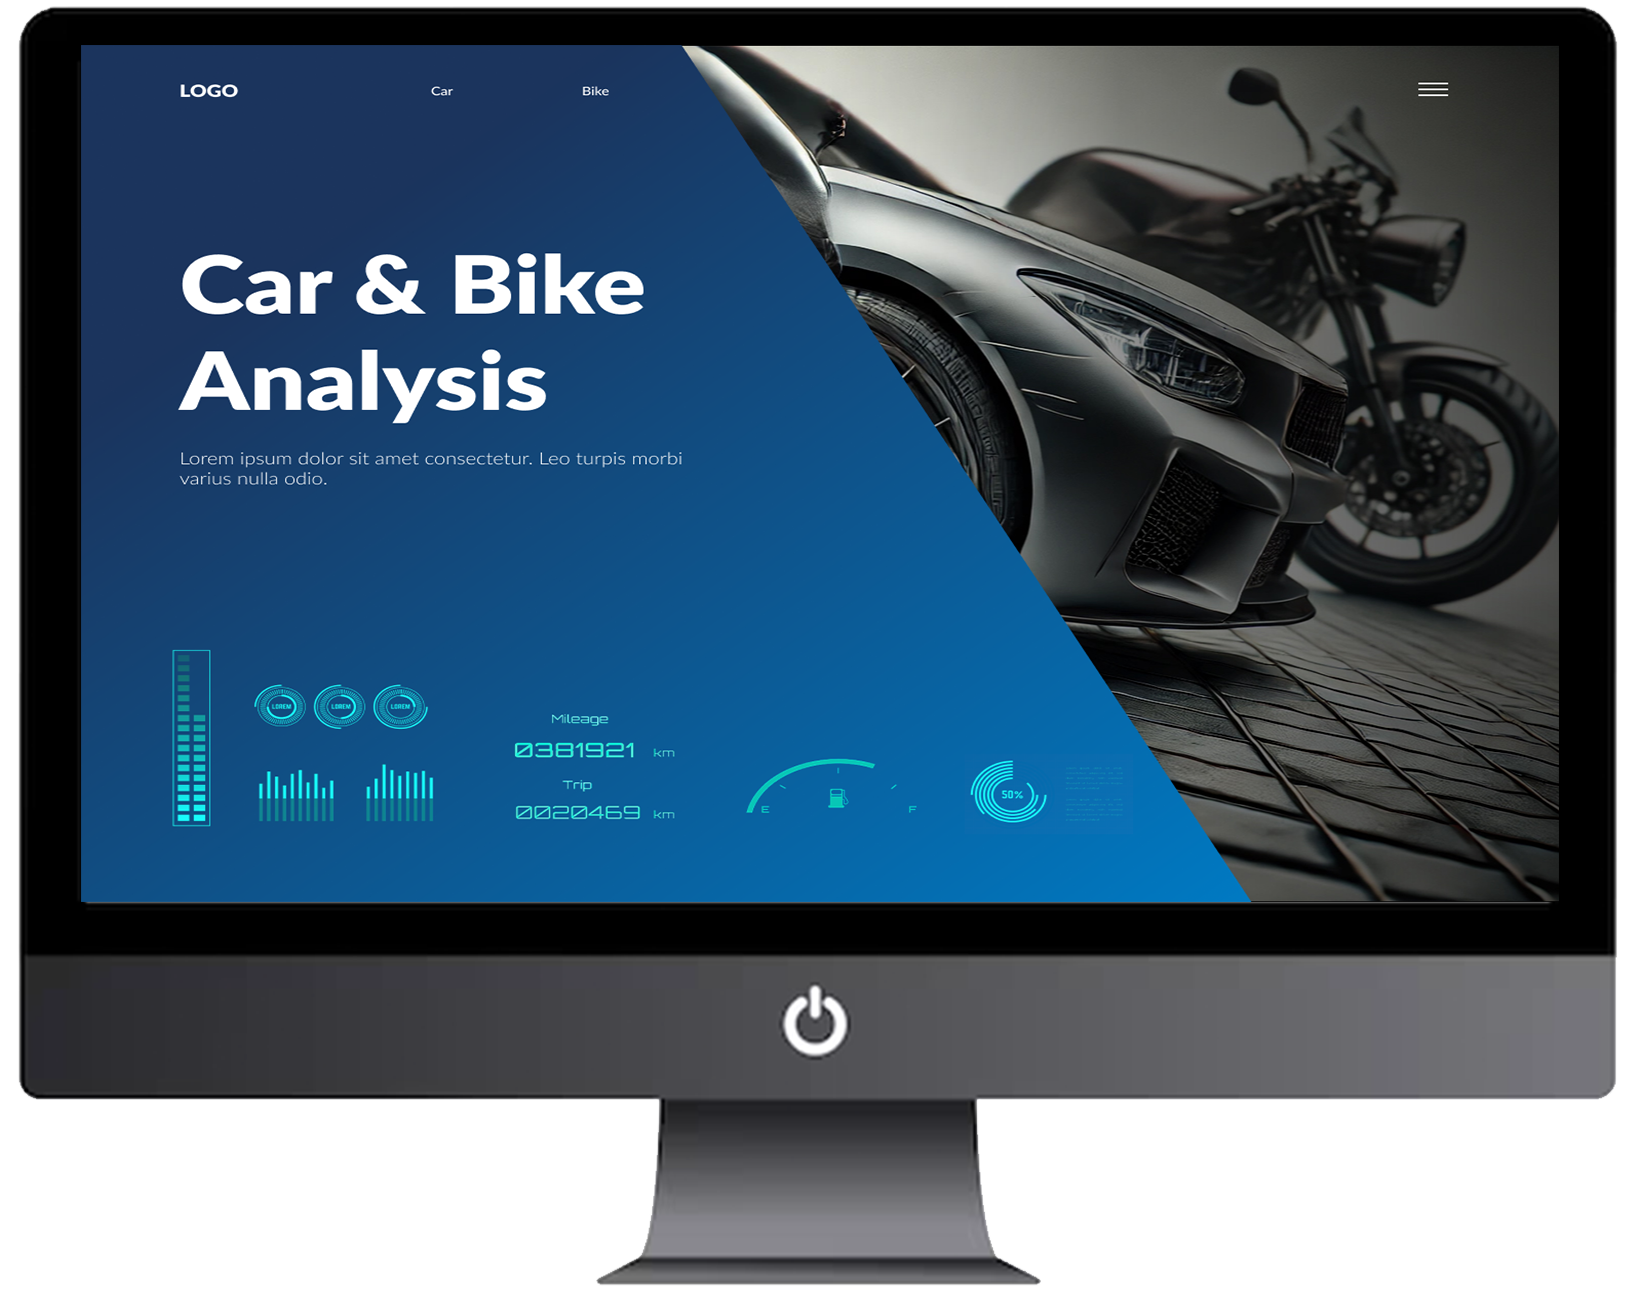 LOGO
Car
Bike
Car & Bike
Analysis
Lorem ipsum dolor sit amet consectetur. Leo turpis morbi
varius nulla odio.
LOREM
LOREM
LOREM
Mileage
0381921 km
Trip
0020469 km
E
F
50%